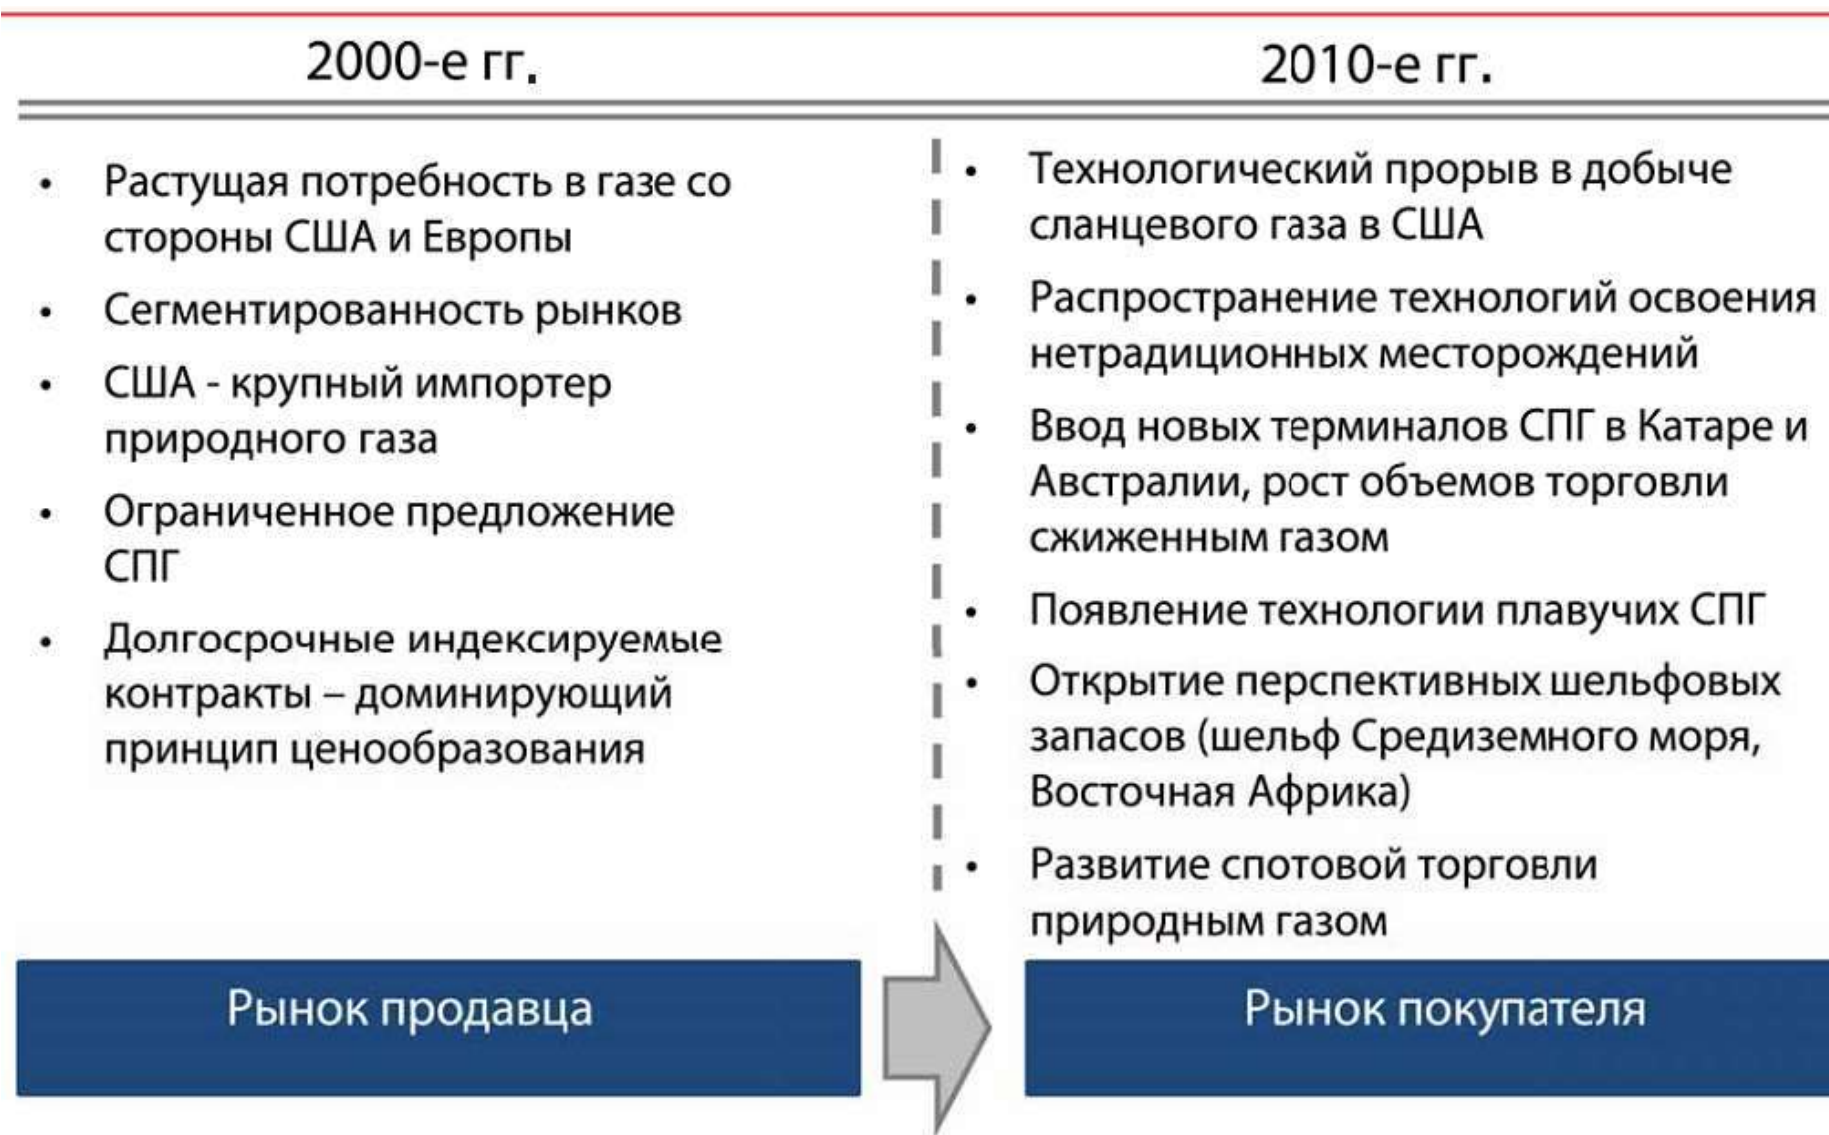 2000-е гг.
• Растущая потребность в газе со
стороны США и Европы
• Сегментированность рынков
• США - крупный импортер
природного газа
• Ограниченное предложение
СПГ
• Долгосрочные индексируемые
контракты – доминирующий
принцип ценообразования
Рынок продавца
2010-е гг.
• Технологический прорыв в добыче
сланцевого газа в США
• Распространение технологий освоения
нетрадиционных месторождений
• Ввод новых терминалов СПГ в Катаре и
Австралии, рост объемов торговли
сжиженным газом
• Появление технологии плавучих СПГ
• Открытие перспективных шельфовых
запасов (шельф Средиземного моря,
Восточная Африка)
• Развитие спотовой торговли
природным газом
Рынок покупателя